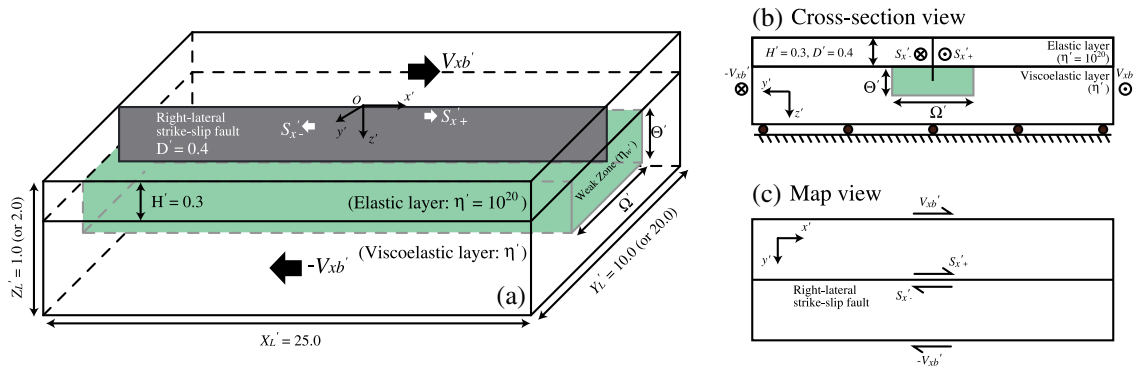 V_xb′
O
x′
y′
z′
Right-lateral
strike-slip fault
D′ = 0.4
S_x-′
S_x+′
Θ′
Weak Zone (η_w′)
Ω′
H′ = 0.3
(Elastic layer: η′ = 10^20)
(Viscoelastic layer: η′)
-V_xb′
(a)
Z_L′ = 1.0 (or 2.0)
X_L′ = 25.0
Y_L′ = 10.0 (or 20.0)
(b) Cross-section view
H′ = 0.3, D′ = 0.4
S_x-′
S_x+′
Elastic layer
(η′ = 10^20)
Viscoelastic layer
(η′)
-V_xb′
V_xb′
Θ′
Ω′
y′
z′
(c) Map view
V_xb′
x′
y′
S_x+′
S_x-′
Right-lateral
strike-slip fault
-V_xb′